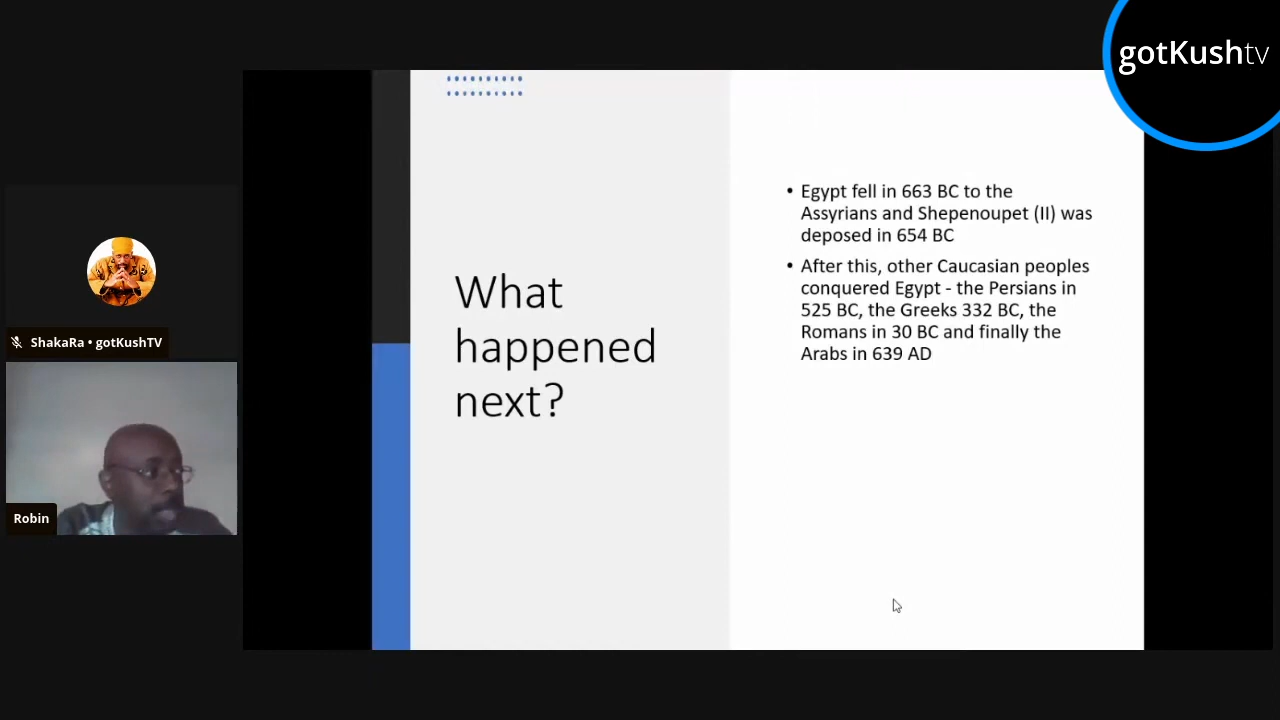 gotKushtv
What
happened
next?
• Egypt fell in 663 BC to the
Assyrians and Shepenoupet (II) was
deposed in 654 BC
• After this, other Caucasian peoples
conquered Egypt - the Persians in
525 BC, the Greeks 332 BC, the
Romans in 30 BC and finally the
Arabs in 639 AD
ShakaRa • gotKushTV
Robin